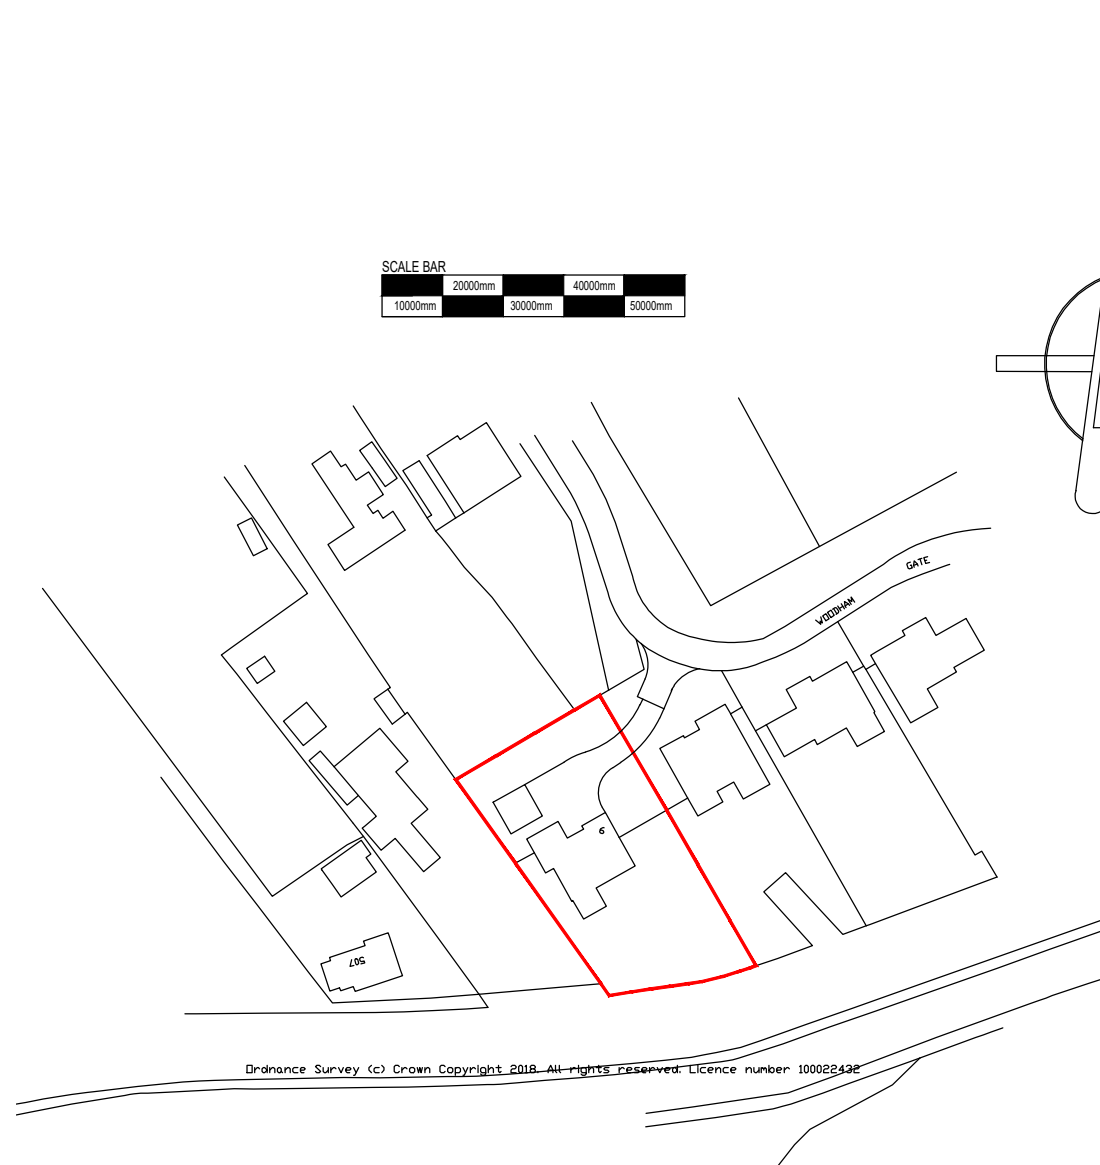 SCALE BAR
20000mm 40000mm
10000mm 30000mm 50000mm
GATE
WOODHAM
6
507
Ordnance Survey (c) Crown Copyright 2018. All rights reserved. Licence number 100022432